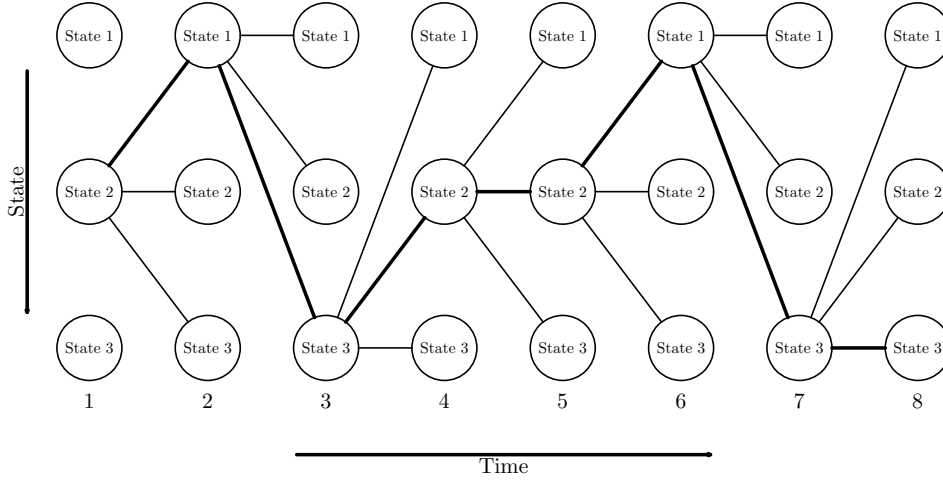 State 1 State 1 State 1 State 1 State 1 State 1 State 1 State 1
State
State 2 State 2 State 2 State 2 State 2 State 2 State 2 State 2
State 3 State 3 State 3 State 3 State 3 State 3 State 3 State 3
1 2 3 4 5 6 7 8
Time